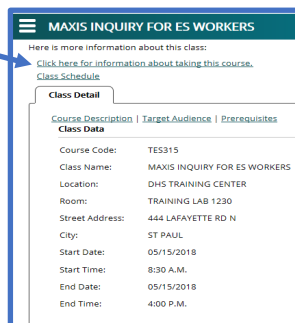 MAXIS INQUIRY FOR ES WORKERS
Here is more information about this class:
Click here for information about taking this course.
Class Schedule
Class Detail
Course Description | Target Audience | Prerequisites
Class Data
Course Code: TES315
Class Name: MAXIS INQUIRY FOR ES WORKERS
Location: DHS TRAINING CENTER
Room: TRAINING LAB 1230
Street Address: 444 LAFAYETTE RD N
City: ST PAUL
Start Date: 05/15/2018
Start Time: 8:30 A.M.
End Date: 05/15/2018
End Time: 4:00 P.M.